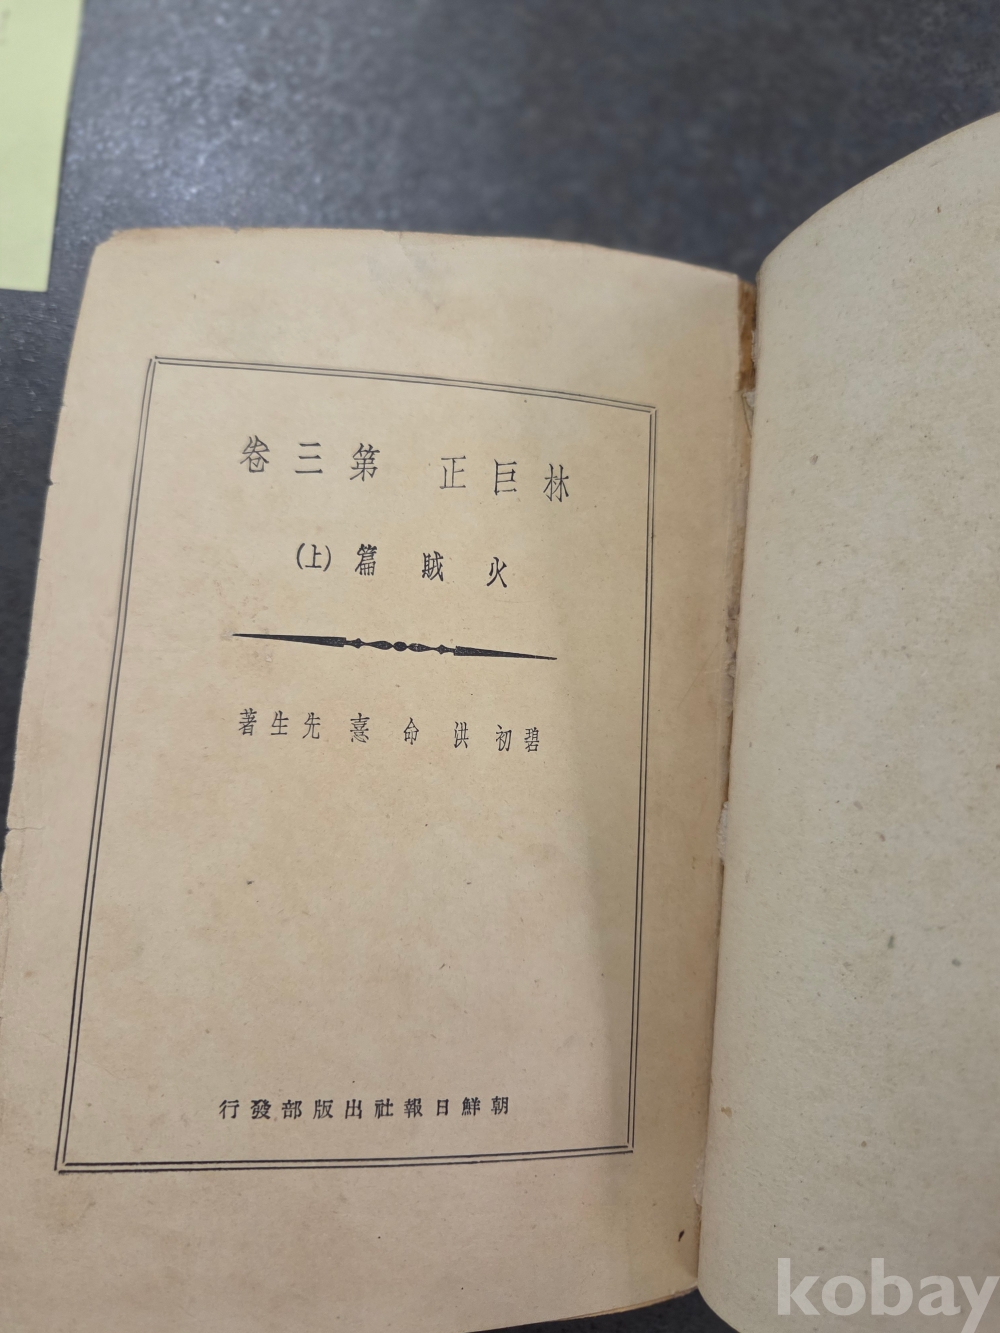 林巨正 第三卷
火賊篇(上)
碧初 洪命憙 先生著
朝鮮日報社出版部發行
kobay